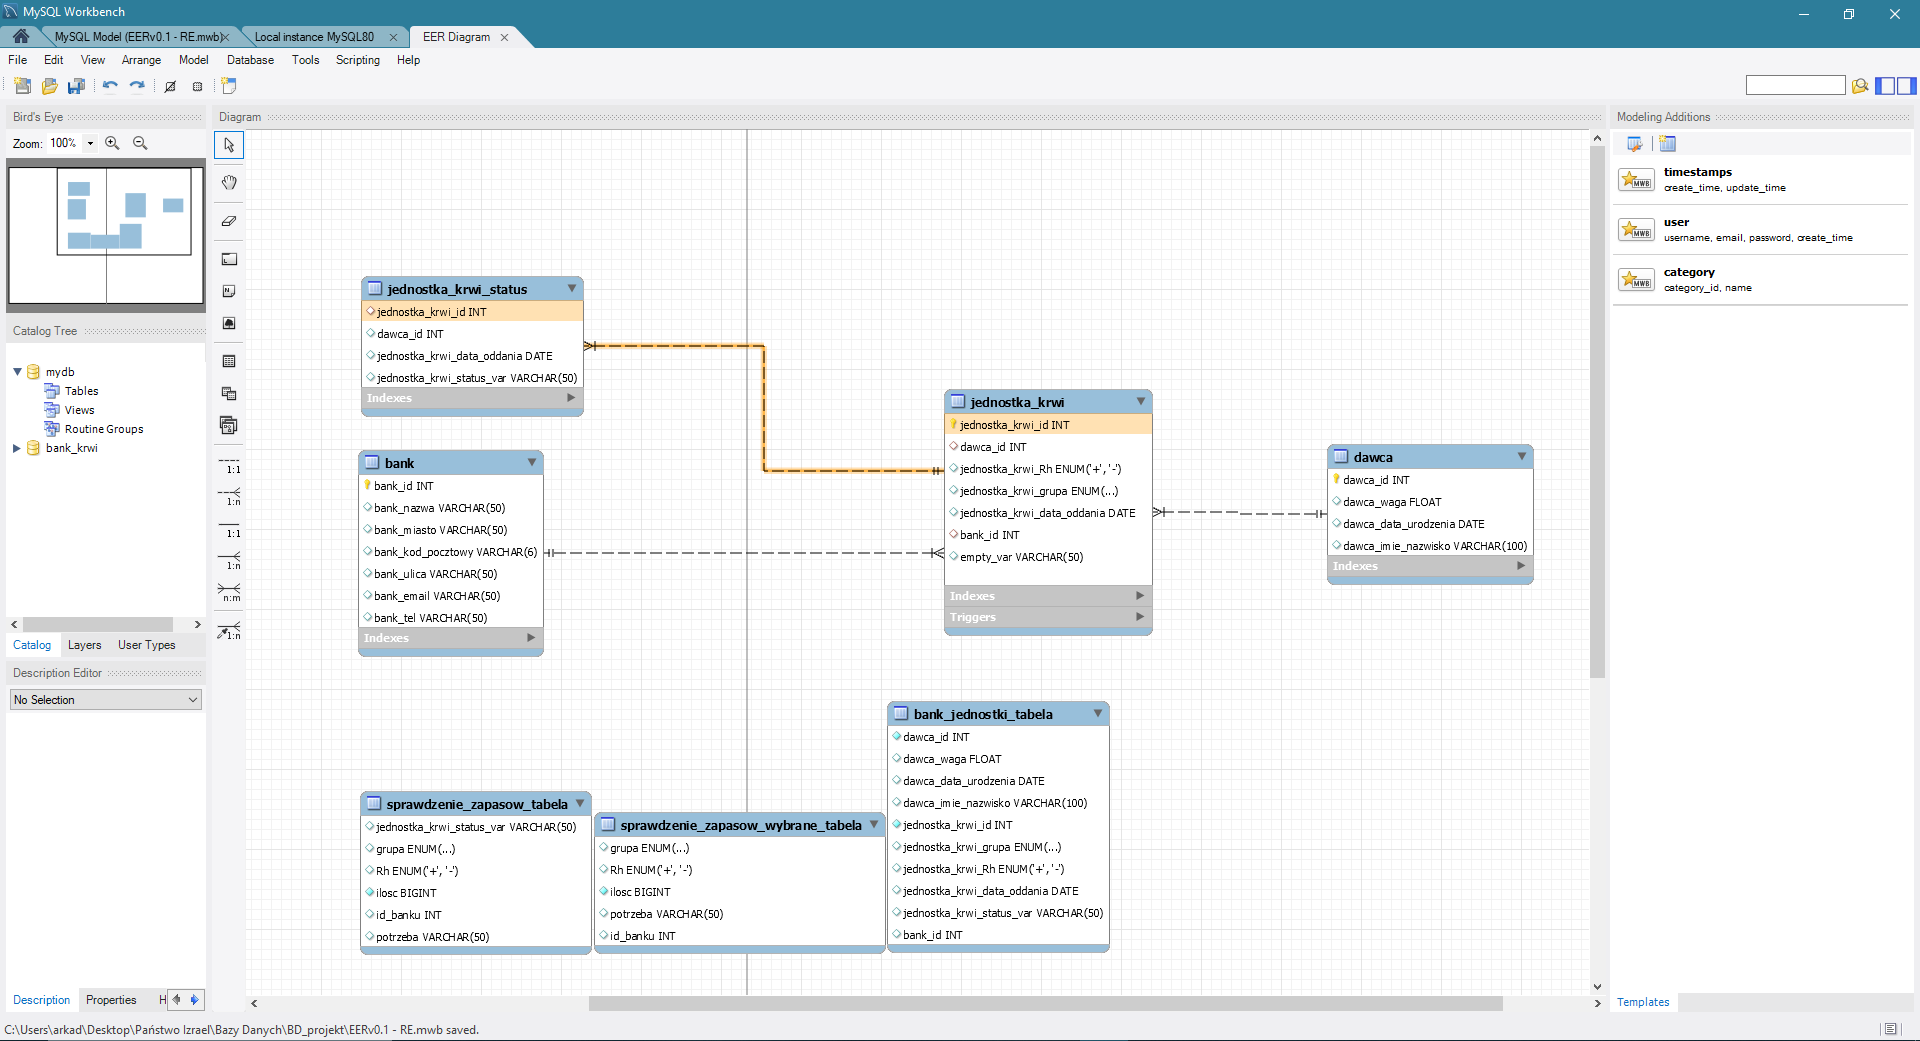 MySQL Workbench
MySQL Model (EERv0.1 - RE.mwb)
Local instance MySQL80
EER Diagram
File Edit View Arrange Model Database Tools Scripting Help
Bird's Eye
Zoom: 100%
Catalog Tree
mydb
Tables
Views
Routine Groups
bank_krwi
Catalog Layers User Types
Description Editor
No Selection
Description Properties H
Diagram
1:1
1:n
1:1
1:n
n:m
1:n
jednostka_krwi_status
jednostka_krwi_id INT
dawca_id INT
jednostka_krwi_data_oddania DATE
jednostka_krwi_status_var VARCHAR(50)
Indexes
bank
bank_id INT
bank_nazwa VARCHAR(50)
bank_miasto VARCHAR(50)
bank_kod_pocztowy VARCHAR(6)
bank_ulica VARCHAR(50)
bank_email VARCHAR(50)
bank_tel VARCHAR(50)
Indexes
jednostka_krwi
jednostka_krwi_id INT
dawca_id INT
jednostka_krwi_Rh ENUM('+', '-')
jednostka_krwi_grupa ENUM(...)
jednostka_krwi_data_oddania DATE
bank_id INT
empty_var VARCHAR(50)
Indexes
Triggers
dawca
dawca_id INT
dawca_waga FLOAT
dawca_data_urodzenia DATE
dawca_imie_nazwisko VARCHAR(100)
Indexes
sprawdzenie_zapasow_tabela
jednostka_krwi_status_var VARCHAR(50)
grupa ENUM(...)
Rh ENUM('+', '-')
ilosc BIGINT
id_banku INT
potrzeba VARCHAR(50)
sprawdzenie_zapasow_wybrane_tabela
grupa ENUM(...)
Rh ENUM('+', '-')
ilosc BIGINT
potrzeba VARCHAR(50)
id_banku INT
bank_jednostki_tabela
dawca_id INT
dawca_waga FLOAT
dawca_data_urodzenia DATE
dawca_imie_nazwisko VARCHAR(100)
jednostka_krwi_id INT
jednostka_krwi_grupa ENUM(...)
jednostka_krwi_Rh ENUM('+', '-')
jednostka_krwi_data_oddania DATE
jednostka_krwi_status_var VARCHAR(50)
bank_id INT
Modeling Additions
MWB
timestamps
create_time, update_time
MWB
user
username, email, password, create_time
MWB
category
category_id, name
Templates
C:\Users\arkad\Desktop\Państwo Izrael\Bazy Danych\BD_projekt\EERv0.1 - RE.mwb saved.